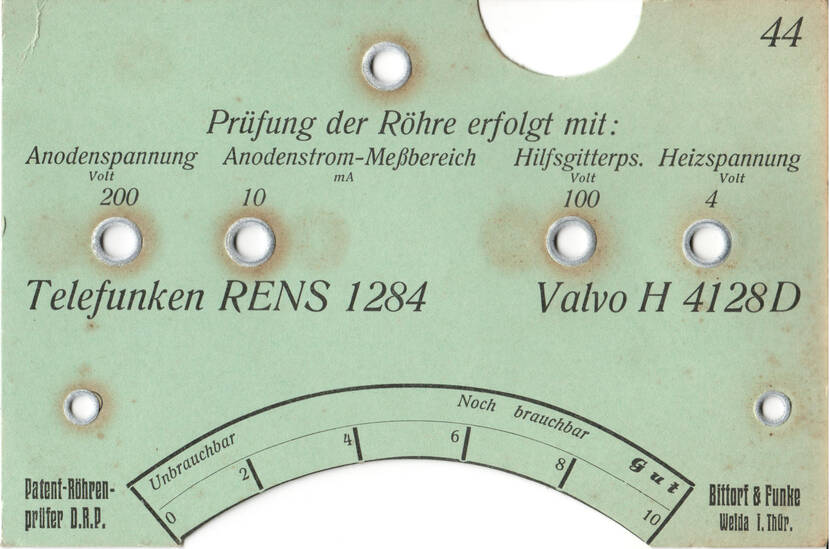 44
Prüfung der Röhre erfolgt mit:
Anodenspannung Anodenstrom-Meßbereich Hilfsgitterps. Heizspannung
Volt mA Volt Volt
200 10 100 4
Telefunken RENS 1284 Valvo H 4128 D
Unbrauchbar Noch brauchbar Gut
0 2 4 6 8 10
Patent-Röhren-
prüfer D.R.P.
Bittorf & Funke
Weida i. Thür.